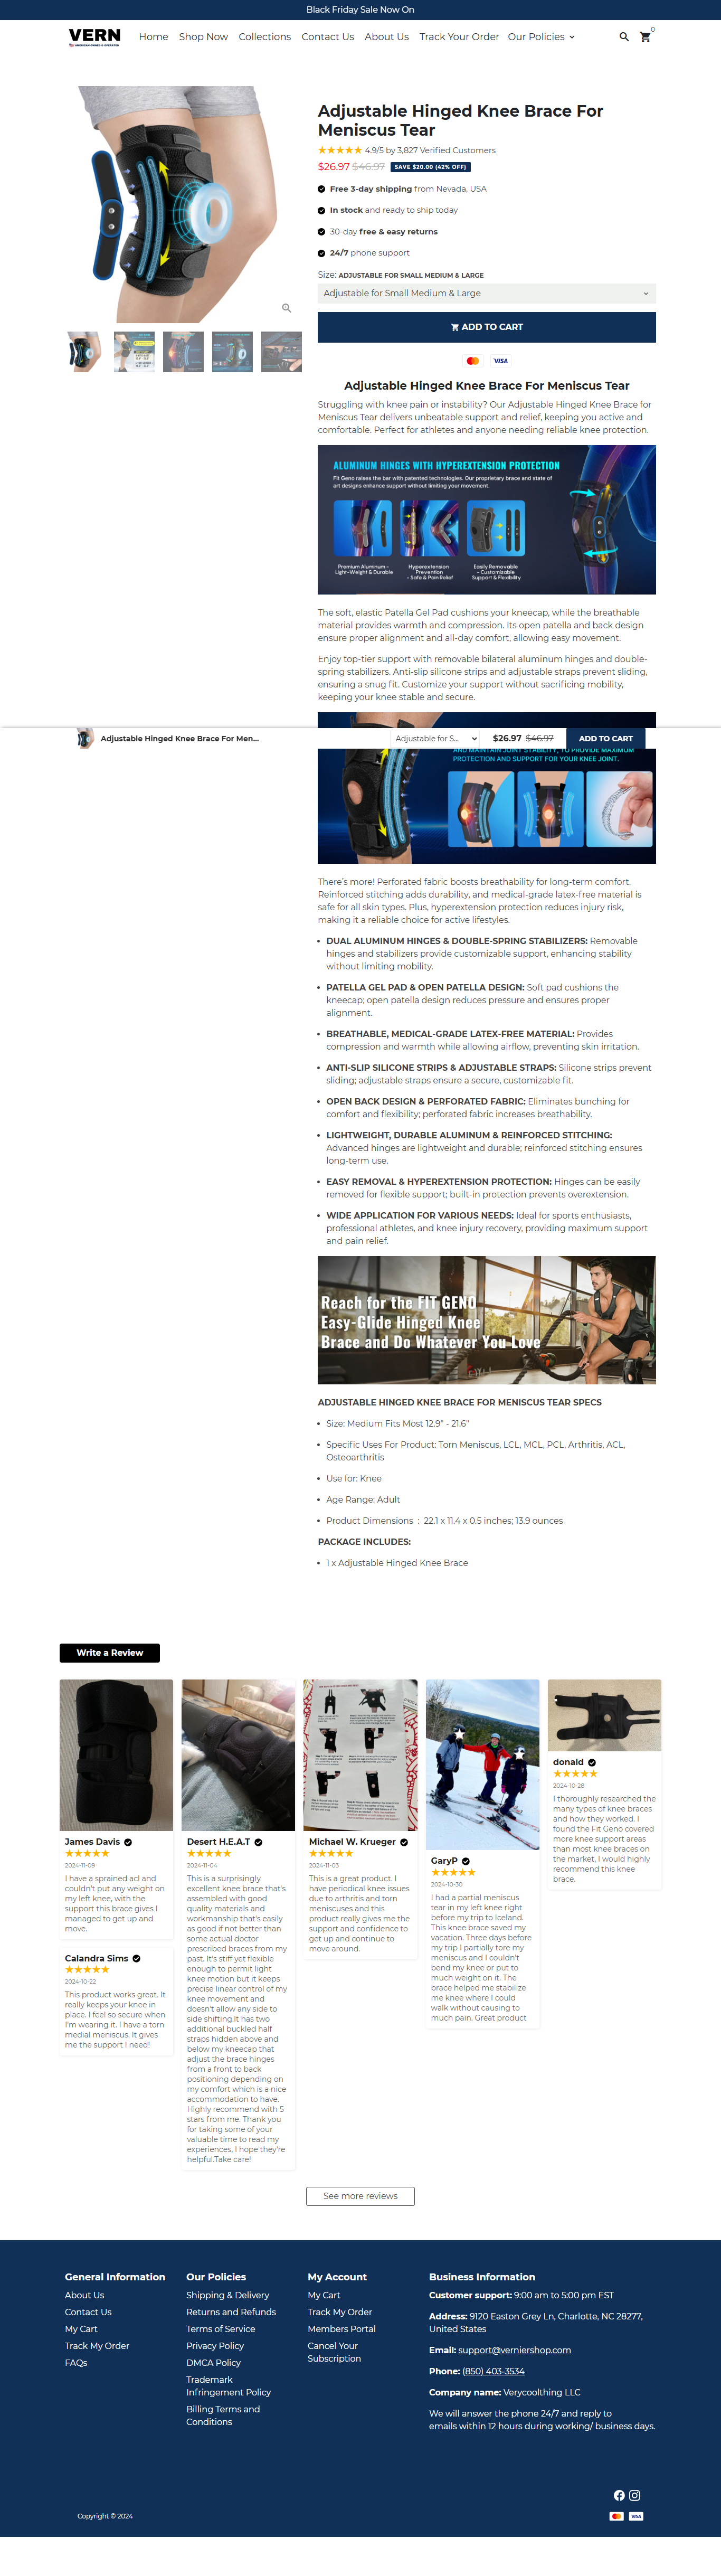 Black Friday Sale Now On
VERN
AMERICAN OWNED & OPERATED
Home Shop Now Collections Contact Us About Us Track Your Order Our Policies
0
Adjustable Hinged Knee Brace For
Meniscus Tear
4.9/5 by 3,827 Verified Customers
$26.97 $46.97 SAVE $20.00 (42% OFF)
Free 3-day shipping from Nevada, USA
In stock and ready to ship today
30-day free & easy returns
24/7 phone support
Size: ADJUSTABLE FOR SMALL MEDIUM & LARGE
Adjustable for Small Medium & Large
ADD TO CART
VISA
Adjustable Hinged Knee Brace For Meniscus Tear
Struggling with knee pain or instability? Our Adjustable Hinged Knee Brace for
Meniscus Tear delivers unbeatable support and relief, keeping you active and
comfortable. Perfect for athletes and anyone needing reliable knee protection.
ALUMINUM HINGES WITH HYPEREXTENSION PROTECTION
Fit Geno raises the bar with patented technologies. Our proprietary brace and state of
art designs enhance support without limiting your mobility.
Premium Aluminum –
Light-Weight & Durable
Hyperextension
Prevention
– Safe & Pain Relief
Easily Removable
– Customizable
Support & Flexibility
The soft, elastic Patella Gel Pad cushions your kneecap, while the breathable
material provides warmth and compression. Its open patella and back design
ensure proper alignment and all-day comfort, allowing easy movement.
Enjoy top-tier support with removable bilateral aluminum hinges and double-
spring stabilizers. Anti-slip silicone strips and adjustable straps prevent sliding,
ensuring a snug fit. Customize your support without sacrificing mobility,
keeping your knee stable and secure.
Adjustable Hinged Knee Brace For Men...
Adjustable for S...
$26.97 $46.97
ADD TO CART
AND MAINTAIN JOINT STABILITY, TO PROVIDE MAXIMUM
PROTECTION AND SUPPORT FOR YOUR KNEE JOINT.
There's more! Perforated fabric boosts breathability for long-term comfort.
Reinforced stitching adds durability, and medical-grade latex-free material is
safe for all skin types. Plus, hyperextension protection reduces injury risk,
making it a reliable choice for active lifestyles.
DUAL ALUMINUM HINGES & DOUBLE-SPRING STABILIZERS: Removable
hinges and stabilizers provide customizable support, enhancing stability
without limiting mobility.
PATELLA GEL PAD & OPEN PATELLA DESIGN: Soft pad cushions the
kneecap; open patella design reduces pressure and ensures proper
alignment.
BREATHABLE, MEDICAL-GRADE LATEX-FREE MATERIAL: Provides
compression and warmth while allowing airflow, preventing skin irritation.
ANTI-SLIP SILICONE STRIPS & ADJUSTABLE STRAPS: Silicone strips prevent
sliding; adjustable straps ensure a secure, customizable fit.
OPEN BACK DESIGN & PERFORATED FABRIC: Eliminates bunching for
comfort and flexibility; perforated fabric increases breathability.
LIGHTWEIGHT, DURABLE ALUMINUM & REINFORCED STITCHING:
Advanced hinges are lightweight and durable; reinforced stitching ensures
long-term use.
EASY REMOVAL & HYPEREXTENSION PROTECTION: Hinges can be easily
removed for flexible support; built-in protection prevents overextension.
WIDE APPLICATION FOR VARIOUS NEEDS: Ideal for sports enthusiasts,
professional athletes, and knee injury recovery, providing maximum support
and pain relief.
Reach for the FIT GENO
Easy-Glide Hinged Knee
Brace and Do Whatever You Love
ADJUSTABLE HINGED KNEE BRACE FOR MENISCUS TEAR SPECS
Size: Medium Fits Most 12.9" - 21.6"
Specific Uses For Product: Torn Meniscus, LCL, MCL, PCL, Arthritis, ACL,
Osteoarthritis
Use for: Knee
Age Range: Adult
Product Dimensions : 22.1 x 11.4 x 0.5 inches; 13.9 ounces
PACKAGE INCLUDES:
1 x Adjustable Hinged Knee Brace
Write a Review
James Davis
2024-11-09
I have a sprained acl and
couldn't put any weight on
my left knee, with the
support this brace gives I
managed to get up and
move.
Calandra Sims
2024-10-22
This product works great. It
really keeps your knee in
place. I feel so secure when
I'm wearing it. I have a torn
medial meniscus. It gives
me the support I need!
Desert H.E.A.T
2024-11-04
This is a surprisingly
excellent knee brace that's
assembled with good
quality materials and
workmanship that's easily
as good if not better than
some actual doctor
prescribed braces from my
past. It's stiff yet flexible
enough to permit light
knee motion but it keeps
precise linear control of my
knee movement and
doesn't allow any side to
side shifting.It has two
additional buckled half
straps hidden above and
below my kneecap that
adjust the brace hinges
from a front to back
positioning depending on
my comfort which is a nice
accommodation to have.
Highly recommend with 5
stars from me. Thank you
for taking some of your
valuable time to read my
experiences, I hope they're
helpful.Take care!
Michael W. Krueger
2024-11-03
This is a great product. I
have periodical knee issues
due to arthritis and torn
meniscuses and this
product really gives me the
support and confidence to
get up and continue to
move around.
GaryP
2024-10-30
I had a partial meniscus
tear in my left knee right
before my trip to Iceland.
This knee brace saved my
vacation. Three days before
my trip I partially tore my
meniscus and I couldn't
bend my knee or put to
much weight on it. The
brace helped me stabilize
me knee where I could
walk without causing to
much pain. Great product
donald
2024-10-28
I thoroughly researched the
many types of knee braces
and how they worked. I
found the Fit Geno covered
more knee support areas
than most knee braces on
the market, I would highly
recommend this knee
brace.
See more reviews
General Information
About Us
Contact Us
My Cart
Track My Order
FAQs
Our Policies
Shipping & Delivery
Returns and Refunds
Terms of Service
Privacy Policy
DMCA Policy
Trademark
Infringement Policy
Billing Terms and
Conditions
My Account
My Cart
Track My Order
Members Portal
Cancel Your
Subscription
Business Information
Customer support: 9:00 am to 5:00 pm EST
Address: 9120 Easton Grey Ln, Charlotte, NC 28277,
United States
Email: support@verniershop.com
Phone: (850) 403-3534
Company name: Verycoolthing LLC
We will answer the phone 24/7 and reply to
emails within 12 hours during working/ business days.
Copyright © 2024
VISA